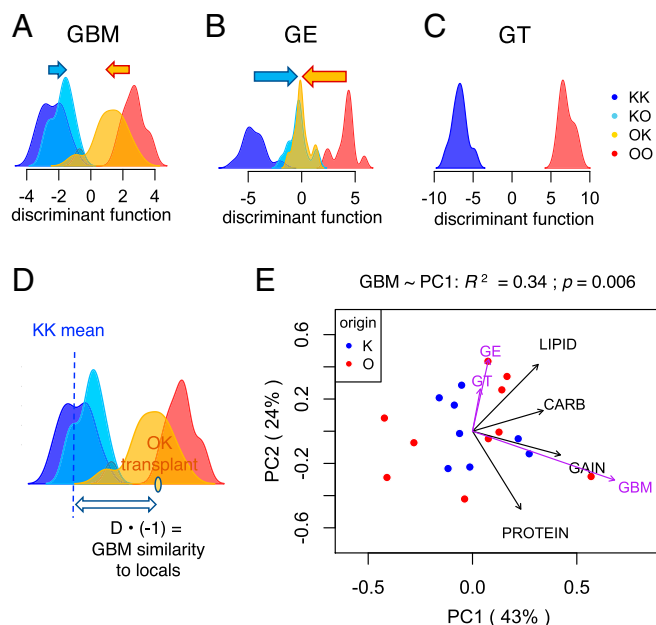 A
GBM
-4 -2 0 2 4
discriminant function
B
GE
-5 0 5
discriminant function
C
GT
-10 -5 0 5 10
discriminant function
KK
KO
OK
OO
D
KK mean
OK
transplant
D • (-1) =
GBM similarity
to locals
E
GBM ~ PC1: R² = 0.34 ; p = 0.006
origin
K
O
GE
GT
LIPID
CARB
GAIN
GBM
PROTEIN
PC2 ( 24% )
-0.6 -0.2 0.2 0.6
-0.5 0.0 0.5
PC1 ( 43% )